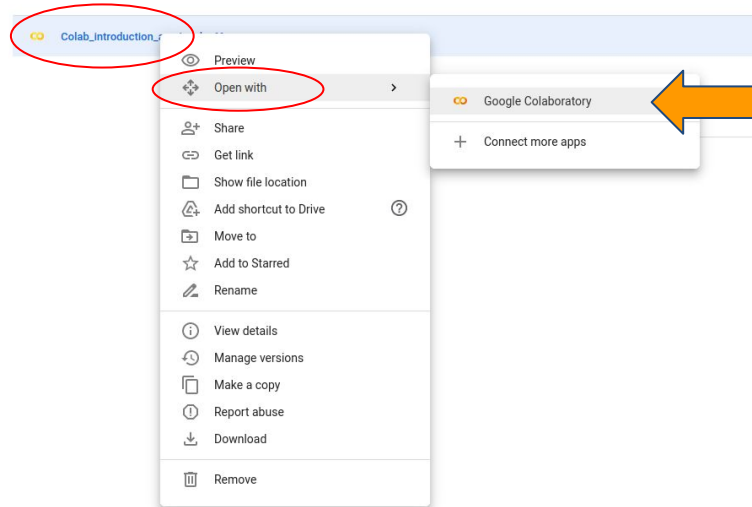 Colab_introduction_
Preview
Open with
Google Colaboratory
Share
Connect more apps
Get link
Show file location
Add shortcut to Drive
Move to
Add to Starred
Rename
View details
Manage versions
Make a copy
Report abuse
Download
Remove